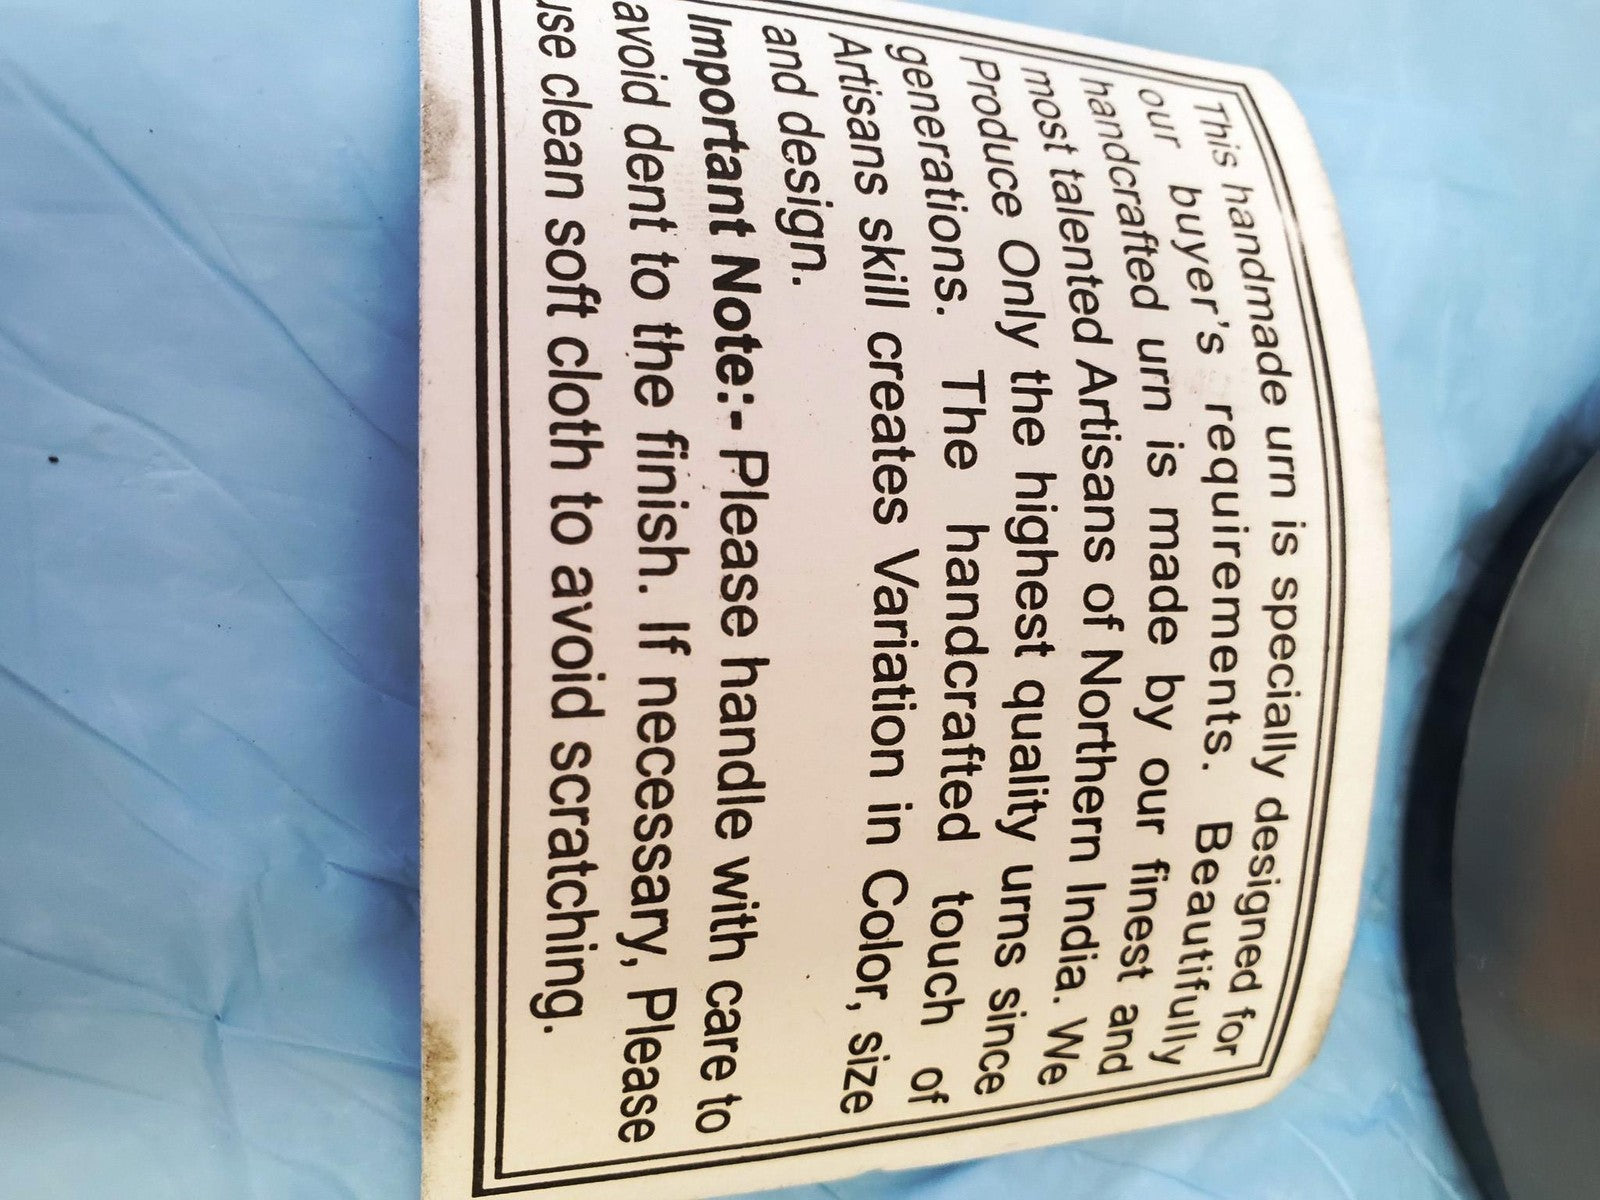 This handmade urn is specially designed for
our buyer's requirements. Beautifully
handcrafted urn is made by our finest and
most talented Artisans of Northern India. We
Produce Only the highest quality urns since
generations. The handcrafted touch of
Artisans skill creates Variation in Color, size
and design.
Important Note:- Please handle with care to
avoid dent to the finish. If necessary, Please
use clean soft cloth to avoid scratching.